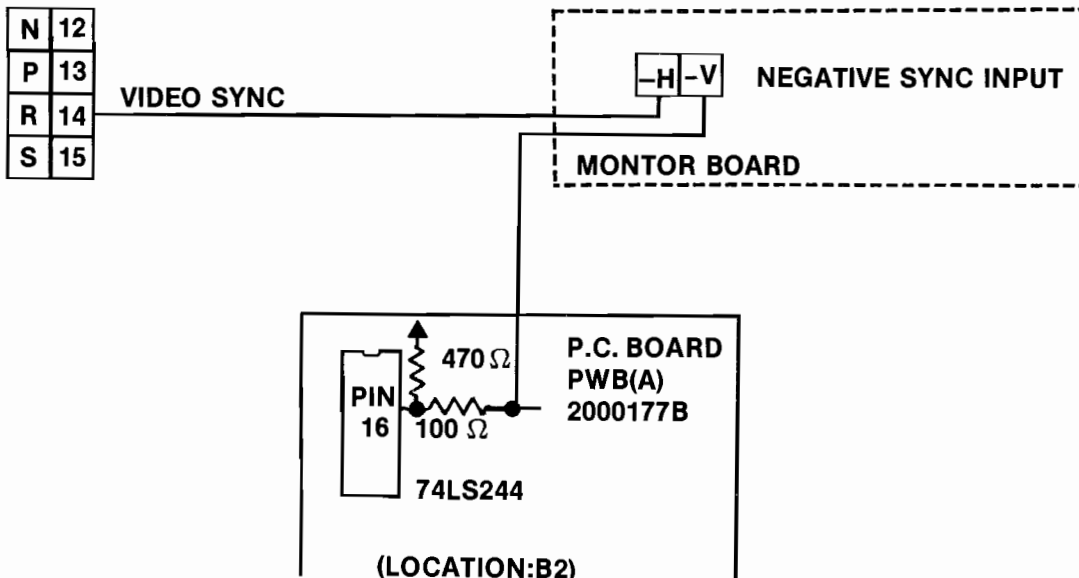 N 12
P 13
R 14
S 15
VIDEO SYNC
–H -V
NEGATIVE SYNC INPUT
MONTOR BOARD
470 Ω
PIN
16
100 Ω
74LS244
P.C. BOARD
PWB(A)
2000177B
(LOCATION:B2)